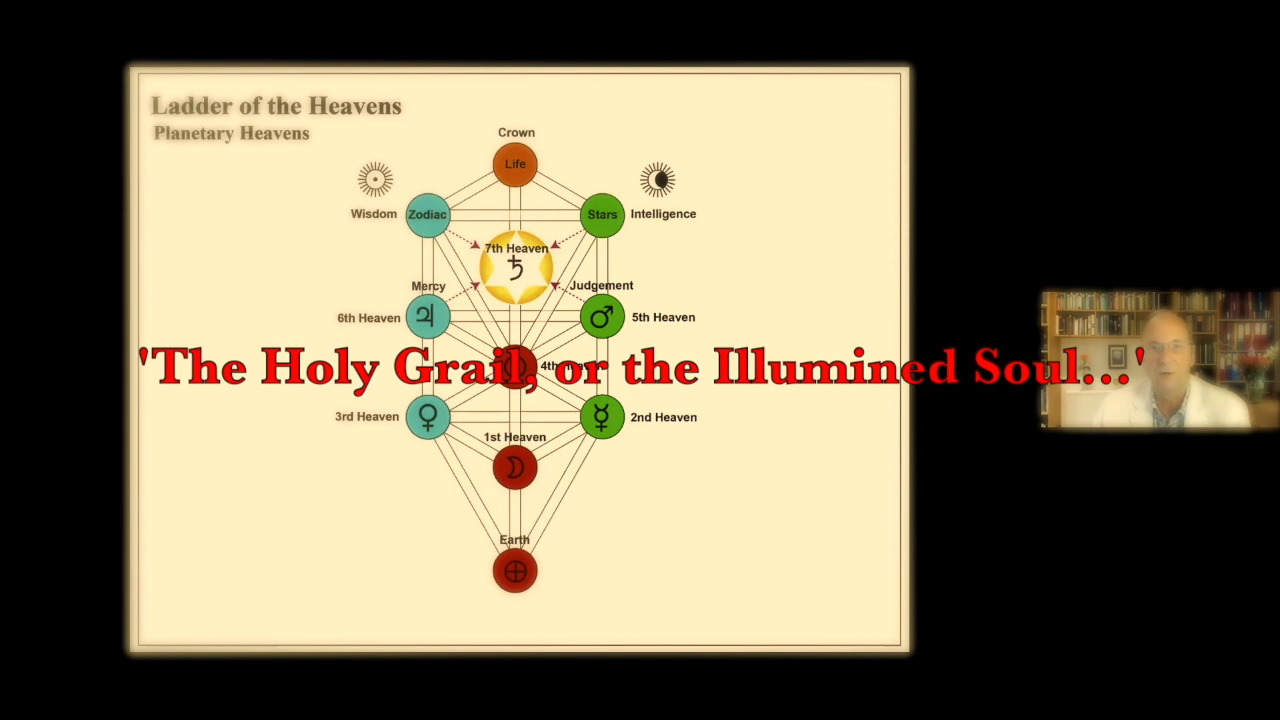 Ladder of the Heavens
Planetary Heavens
Crown
Life
Wisdom
Zodiac
Stars
Intelligence
7th Heaven
Mercy
Judgement
6th Heaven
5th Heaven
'The Holy Grail, or the Illumined Soul...'
3rd Heaven
2nd Heaven
1st Heaven
Earth